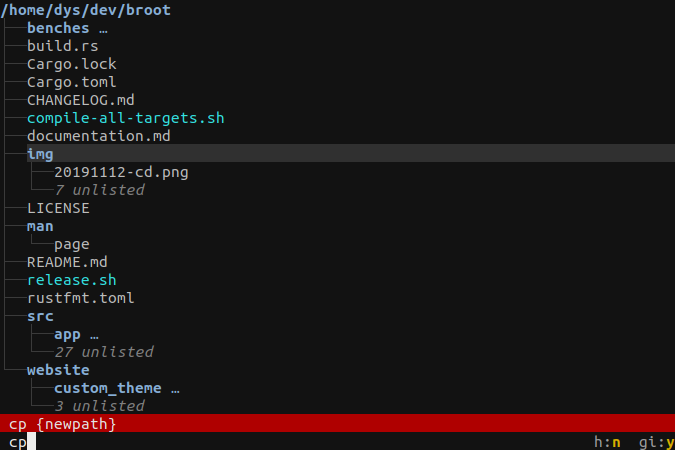 /home/dys/dev/broot
benches …
build.rs
Cargo.lock
Cargo.toml
CHANGELOG.md
compile-all-targets.sh
documentation.md
img
20191112-cd.png
7 unlisted
LICENSE
man
page
README.md
release.sh
rustfmt.toml
src
app …
27 unlisted
website
custom_theme …
3 unlisted
cp {newpath}
cp h:n gi:y